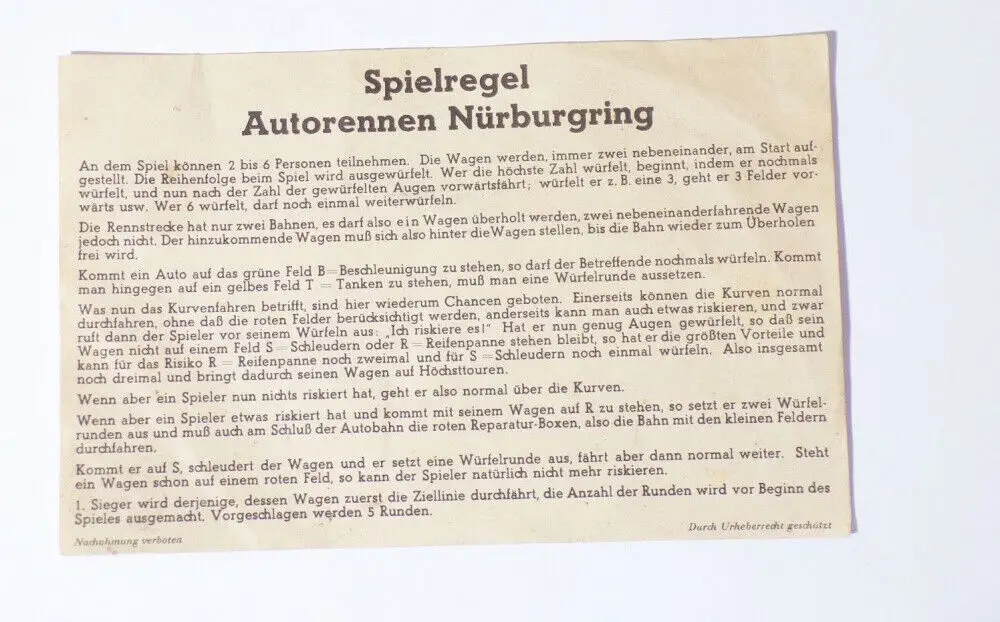 Spielregel
Autorennen Nürburgring
An dem Spiel können 2 bis 6 Personen teilnehmen. Die Wagen werden, immer zwei nebeneinander, am Start auf-
gestellt. Die Reihenfolge beim Spiel wird ausgewürfelt. Wer die höchste Zahl würfelt, beginnt, indem er nochmals
würfelt, und nun nach der Zahl der gewürfelten Augen vorwärtsfährt; würfelt er z. B. eine 3, geht er 3 Felder vor-
wärts usw. Wer 6 würfelt, darf noch einmal weiterwürfeln.
Die Rennstrecke hat nur zwei Bahnen, es darf also ein Wagen überholt werden, zwei nebeneinanderfahrende Wagen
jedoch nicht. Der hinzukommende Wagen muß sich also hinter die Wagen stellen, bis die Bahn wieder zum Überholen
frei wird.
Kommt ein Auto auf das grüne Feld B = Beschleunigung zu stehen, so darf der Betreffende nochmals würfeln. Kommt
man hingegen auf ein gelbes Feld T = Tanken zu stehen, muß man eine Würfelrunde aussetzen.
Was nun das Kurvenfahren betrifft, sind hier wiederum Chancen geboten. Einerseits können die Kurven normal
durchfahren, ohne daß die roten Felder berücksichtigt werden, anderseits kann man auch etwas riskieren, und zwar
ruft dann der Spieler vor seinem Würfeln aus: „Ich riskiere es!" Hat er nun genug Augen gewürfelt, so daß sein
Wagen nicht auf einem Feld S = Schleudern oder R = Reifenpanne stehen bleibt, so hat er die größten Vorteile und
kann für das Risiko R = Reifenpanne noch zweimal und für S = Schleudern noch einmal würfeln. Also insgesamt
noch dreimal und bringt dadurch seinen Wagen auf Höchsttouren.
Wenn aber ein Spieler nun nichts riskiert hat, geht er also normal über die Kurven.
Wenn aber ein Spieler etwas riskiert hat und kommt mit seinem Wagen auf R zu stehen, so setzt er zwei Würfel-
runden aus und muß auch am Schluß der Autobahn die roten Reparatur-Boxen, also die Bahn mit den kleinen Feldern
durchfahren.
Kommt er auf S, schleudert der Wagen und er setzt eine Würfelrunde aus, fährt aber dann normal weiter. Steht
ein Wagen schon auf einem roten Feld, so kann der Spieler natürlich nicht mehr riskieren.
1. Sieger wird derjenige, dessen Wagen zuerst die Ziellinie durchfährt, die Anzahl der Runden wird vor Beginn des
Spieles ausgemacht. Vorgeschlagen werden 5 Runden.
Nachahmung verboten
Durch Urheberrecht geschützt